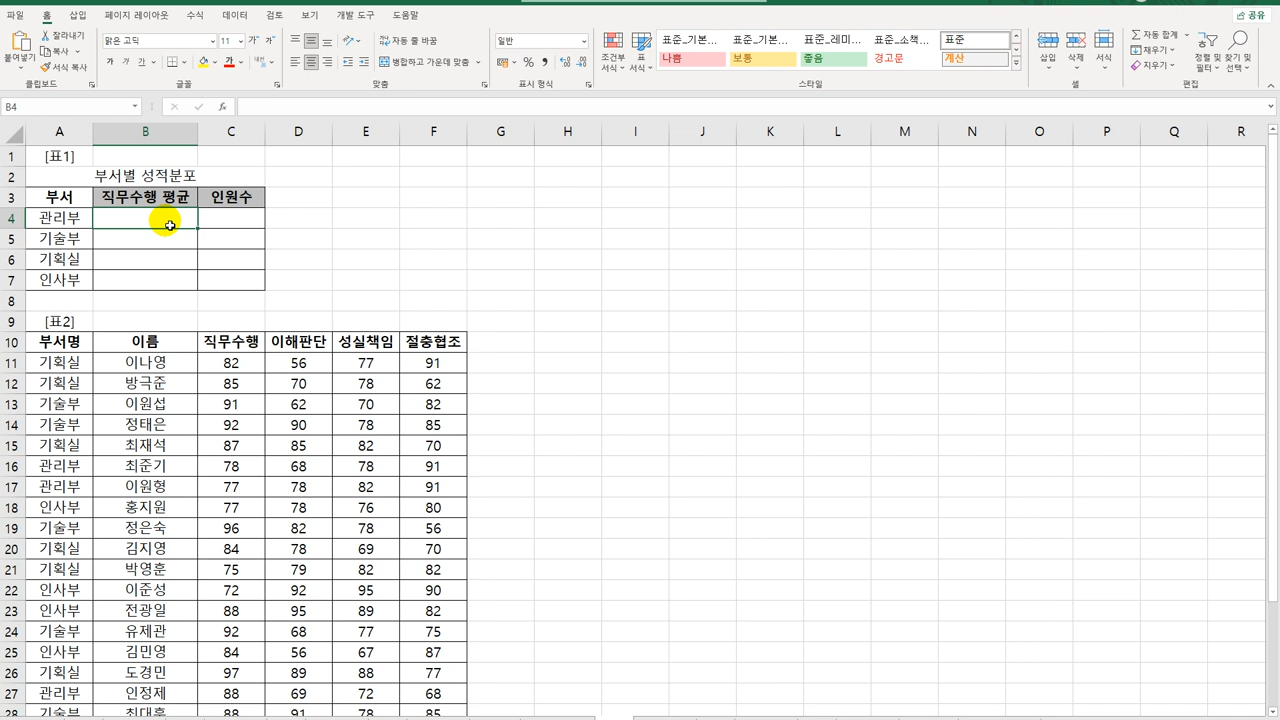 파일 홈 삽입 페이지 레이아웃 수식 데이터 검토 보기 개발 도구 도움말 공유
붙여넣기 잘라내기 복사 서식 복사 클립보드
맑은 고딕 11 가 가 가 가 가 가 글꼴
자동 줄 바꿈 병합하고 가운데 맞춤 맞춤
일반 % 표시 형식
조건부 서식 표 서식 표준_기본... 표준_기본... 표준_레미... 표준_소책... 표준
나쁨 보통 좋음 경고문 계산 스타일
삽입 삭제 서식 셀
자동 합계 채우기 지우기 정렬 및 필터 찾기 및 선택 편집
B4 fx
A B C D E F G H I J K L M N O P Q R
1 [표1]
2 부서별 성적분포
3 부서 직무수행 평균 인원수
4 관리부
5 기술부
6 기획실
7 인사부
8
9 [표2]
10 부서명 이름 직무수행 이해판단 성실책임 절충협조
11 기획실 이나영 82 56 77 91
12 기획실 방극준 85 70 78 62
13 기술부 이원섭 91 62 70 82
14 기술부 정태은 92 90 78 85
15 기획실 최재석 87 85 82 70
16 관리부 최준기 78 68 78 91
17 관리부 이원형 77 78 82 91
18 인사부 홍지원 77 78 76 80
19 기술부 정은숙 96 82 78 56
20 기획실 김지영 84 78 69 70
21 기획실 박영훈 75 79 82 82
22 인사부 이준성 72 92 95 90
23 인사부 전광일 88 95 89 82
24 기술부 유제관 92 68 77 75
25 인사부 김민영 84 56 67 87
26 기획실 도경민 97 89 88 77
27 관리부 인정제 88 69 72 68
28 기술부 최대훈 88 91 78 85